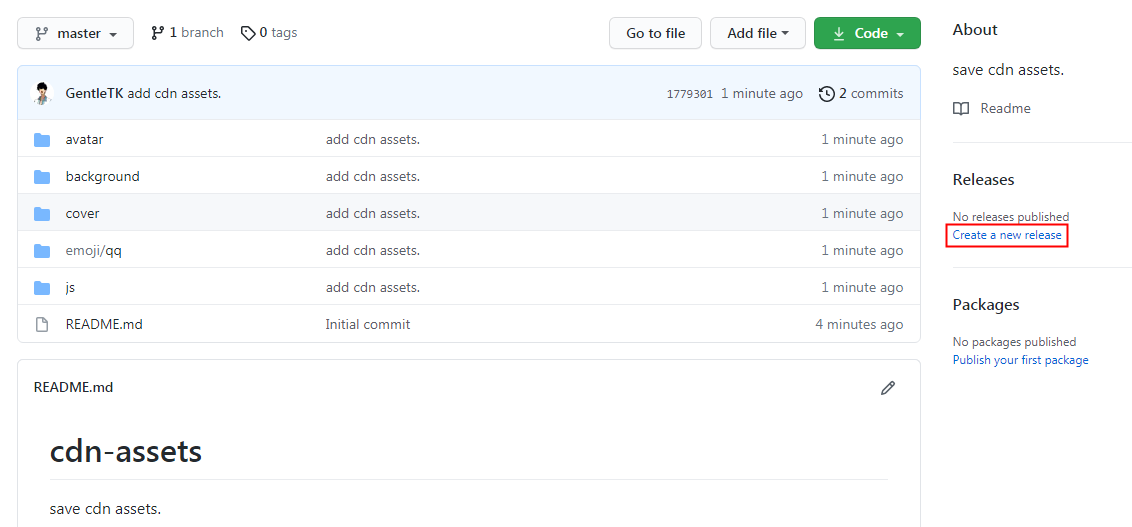 master 1 branch 0 tags Go to file Add file Code
GentleTK add cdn assets. 1779301 1 minute ago 2 commits
avatar add cdn assets. 1 minute ago
background add cdn assets. 1 minute ago
cover add cdn assets. 1 minute ago
emoji/qq add cdn assets. 1 minute ago
js add cdn assets. 1 minute ago
README.md Initial commit 4 minutes ago
README.md
cdn-assets
save cdn assets.
About
save cdn assets.
Readme
Releases
No releases published
Create a new release
Packages
No packages published
Publish your first package